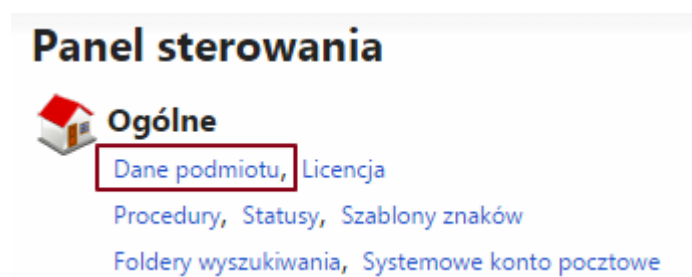 Panel sterowania
Ogólne
Dane podmiotu, Licencja
Procedury, Statusy, Szablony znaków
Foldery wyszukiwania, Systemowe konto pocztowe